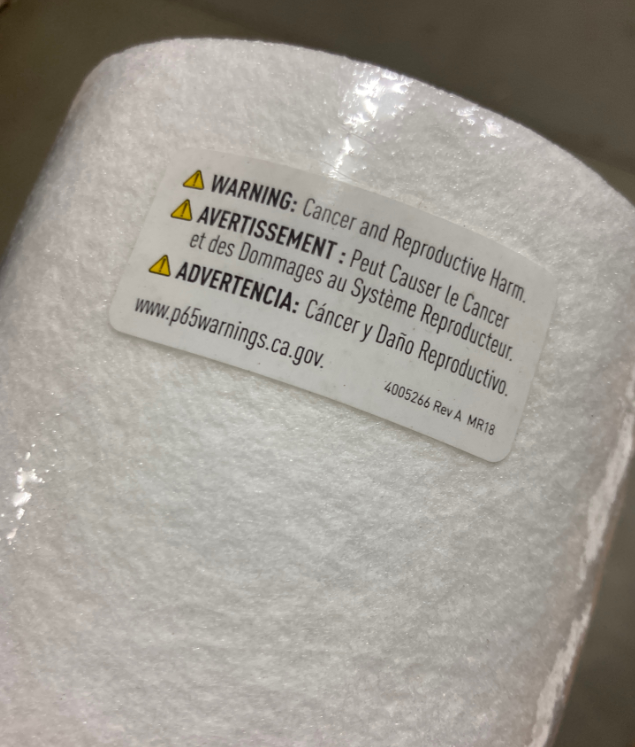 ⚠ WARNING: Cancer and Reproductive Harm.
⚠ AVERTISSEMENT : Peut Causer le Cancer
et des Dommages au Système Reproducteur.
⚠ ADVERTENCIA: Cáncer y Daño Reproductivo.
www.p65warnings.ca.gov.
4005266 Rev A MR18